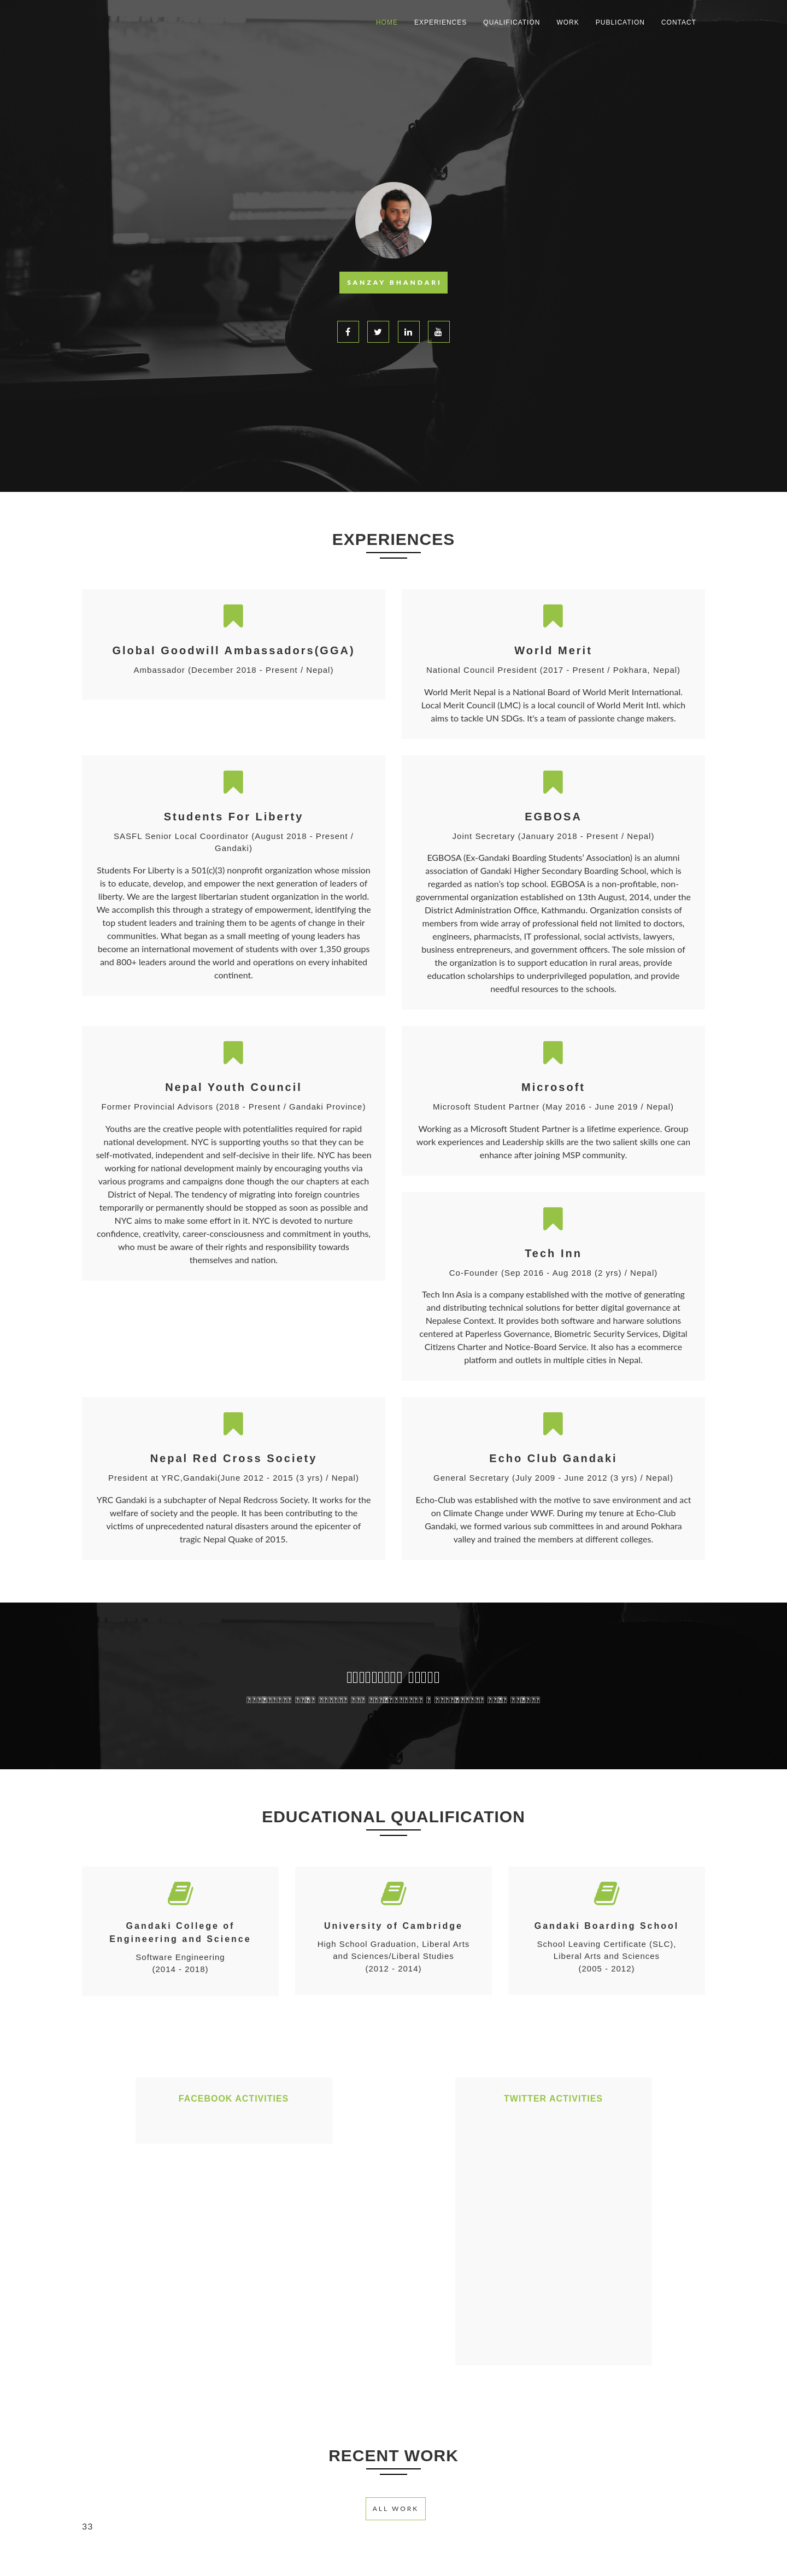 HOME EXPERIENCES QUALIFICATION WORK PUBLICATION CONTACT
SANZAY BHANDARI
EXPERIENCES
Global Goodwill Ambassadors(GGA)
Ambassador (December 2018 - Present / Nepal)
World Merit
National Council President (2017 - Present / Pokhara, Nepal)
World Merit Nepal is a National Board of World Merit International.
Local Merit Council (LMC) is a local council of World Merit Intl. which
aims to tackle UN SDGs. It's a team of passionte change makers.
Students For Liberty
SASFL Senior Local Coordinator (August 2018 - Present /
Gandaki)
Students For Liberty is a 501(c)(3) nonprofit organization whose mission
is to educate, develop, and empower the next generation of leaders of
liberty. We are the largest libertarian student organization in the world.
We accomplish this through a strategy of empowerment, identifying the
top student leaders and training them to be agents of change in their
communities. What began as a small meeting of young leaders has
become an international movement of students with over 1,350 groups
and 800+ leaders around the world and operations on every inhabited
continent.
EGBOSA
Joint Secretary (January 2018 - Present / Nepal)
EGBOSA (Ex-Gandaki Boarding Students’ Association) is an alumni
association of Gandaki Higher Secondary Boarding School, which is
regarded as nation’s top school. EGBOSA is a non-profitable, non-
governmental organization established on 13th August, 2014, under the
District Administration Office, Kathmandu. Organization consists of
members from wide array of professional field not limited to doctors,
engineers, pharmacists, IT professional, social activists, lawyers,
business entrepreneurs, and government officers. The sole mission of
the organization is to support education in rural areas, provide
education scholarships to underprivileged population, and provide
needful resources to the schools.
Nepal Youth Council
Former Provincial Advisors (2018 - Present / Gandaki Province)
Youths are the creative people with potentialities required for rapid
national development. NYC is supporting youths so that they can be
self-motivated, independent and self-decisive in their life. NYC has been
working for national development mainly by encouraging youths via
various programs and campaigns done though the our chapters at each
District of Nepal. The tendency of migrating into foreign countries
temporarily or permanently should be stopped as soon as possible and
NYC aims to make some effort in it. NYC is devoted to nurture
confidence, creativity, career-consciousness and commitment in youths,
who must be aware of their rights and responsibility towards
themselves and nation.
Microsoft
Microsoft Student Partner (May 2016 - June 2019 / Nepal)
Working as a Microsoft Student Partner is a lifetime experience. Group
work experiences and Leadership skills are the two salient skills one can
enhance after joining MSP community.
Tech Inn
Co-Founder (Sep 2016 - Aug 2018 (2 yrs) / Nepal)
Tech Inn Asia is a company established with the motive of generating
and distributing technical solutions for better digital governance at
Nepalese Context. It provides both software and harware solutions
centered at Paperless Governance, Biometric Security Services, Digital
Citizens Charter and Notice-Board Service. It also has a ecommerce
platform and outlets in multiple cities in Nepal.
Nepal Red Cross Society
President at YRC,Gandaki(June 2012 - 2015 (3 yrs) / Nepal)
YRC Gandaki is a subchapter of Nepal Redcross Society. It works for the
welfare of society and the people. It has been contributing to the
victims of unprecedented natural disasters around the epicenter of
tragic Nepal Quake of 2015.
Echo Club Gandaki
General Secretary (July 2009 - June 2012 (3 yrs) / Nepal)
Echo-Club was established with the motive to save environment and act
on Climate Change under WWF. During my tenure at Echo-Club
Gandaki, we formed various sub committees in and around Pokhara
valley and trained the members at different colleges.
EDUCATIONAL QUALIFICATION
Gandaki College of
Engineering and Science
Software Engineering
(2014 - 2018)
University of Cambridge
High School Graduation, Liberal Arts
and Sciences/Liberal Studies
(2012 - 2014)
Gandaki Boarding School
School Leaving Certificate (SLC),
Liberal Arts and Sciences
(2005 - 2012)
FACEBOOK ACTIVITIES
TWITTER ACTIVITIES
RECENT WORK
ALL WORK
33